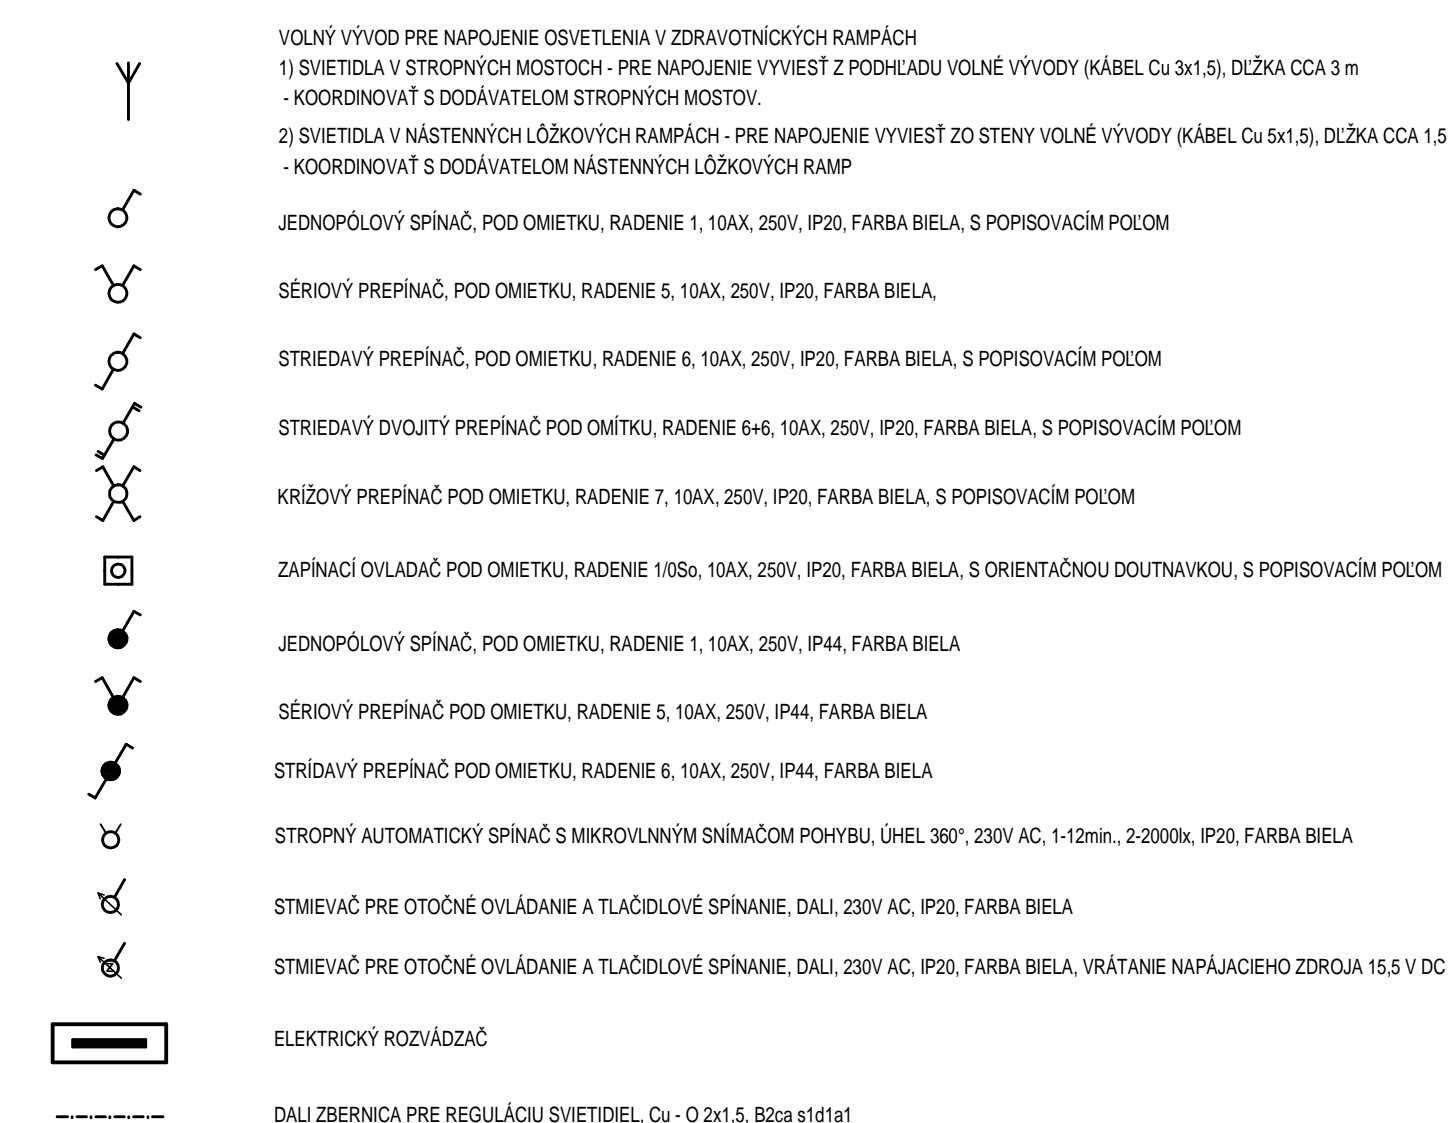 VOLNÝ VÝVOD PRE NAPOJENIE OSVETLENIA V ZDRAVOTNÍCKÝCH RAMPÁCH
1) SVIETIDLA V STROPNÝCH MOSTOCH - PRE NAPOJENIE VYVIESŤ Z PODHĽADU VOLNÉ VÝVODY (KÁBEL Cu 3x1,5), DĽŽKA CCA 3 m
- KOORDINOVAŤ S DODÁVATELOM STROPNÝCH MOSTOV.
2) SVIETIDLA V NÁSTENNÝCH LÔŽKOVÝCH RAMPÁCH - PRE NAPOJENIE VYVIESŤ ZO STENY VOLNÉ VÝVODY (KÁBEL Cu 5x1,5), DĽŽKA CCA 1,5
- KOORDINOVAŤ S DODÁVATELOM NÁSTENNÝCH LÔŽKOVÝCH RAMP
JEDNOPÓLOVÝ SPÍNAČ, POD OMIETKU, RADENIE 1, 10AX, 250V, IP20, FARBA BIELA, S POPISOVACÍM POĽOM
SÉRIOVÝ PREPÍNAČ, POD OMIETKU, RADENIE 5, 10AX, 250V, IP20, FARBA BIELA,
STRIEDAVÝ PREPÍNAČ, POD OMIETKU, RADENIE 6, 10AX, 250V, IP20, FARBA BIELA, S POPISOVACÍM POĽOM
STRIEDAVÝ DVOJITÝ PREPÍNAČ POD OMÍTKU, RADENIE 6+6, 10AX, 250V, IP20, FARBA BIELA, S POPISOVACÍM POĽOM
KRÍŽOVÝ PREPÍNAČ POD OMIETKU, RADENIE 7, 10AX, 250V, IP20, FARBA BIELA, S POPISOVACÍM POĽOM
ZAPÍNACÍ OVLADAČ POD OMIETKU, RADENIE 1/0So, 10AX, 250V, IP20, FARBA BIELA, S ORIENTAČNOU DOUTNAVKOU, S POPISOVACÍM POĽOM
JEDNOPÓLOVÝ SPÍNAČ, POD OMIETKU, RADENIE 1, 10AX, 250V, IP44, FARBA BIELA
SÉRIOVÝ PREPÍNAČ POD OMIETKU, RADENIE 5, 10AX, 250V, IP44, FARBA BIELA
STRÍDAVÝ PREPÍNAČ POD OMIETKU, RADENIE 6, 10AX, 250V, IP44, FARBA BIELA
STROPNÝ AUTOMATICKÝ SPÍNAČ S MIKROVLNNÝM SNÍMAČOM POHYBU, ÚHEL 360°, 230V AC, 1-12min., 2-2000lx, IP20, FARBA BIELA
STMIEVAČ PRE OTOČNÉ OVLÁDANIE A TLAČIDLOVÉ SPÍNANIE, DALI, 230V AC, IP20, FARBA BIELA
STMIEVAČ PRE OTOČNÉ OVLÁDANIE A TLAČIDLOVÉ SPÍNANIE, DALI, 230V AC, IP20, FARBA BIELA, VRÁTANIE NAPÁJACIEHO ZDROJA 15,5 V DC
ELEKTRICKÝ ROZVÁDZAČ
DALI ZBERNICA PRE REGULÁCIU SVIETIDIEL, Cu - O 2x1,5, B2ca s1d1a1